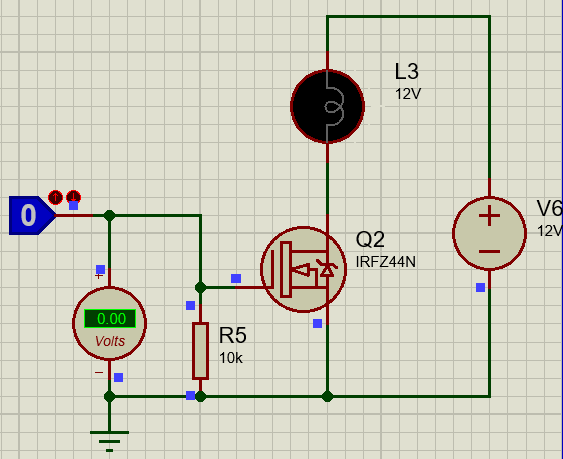 L3
12V
0
Q2
IRFZ44N
V6
12V
+
0.00
Volts
R5
10k